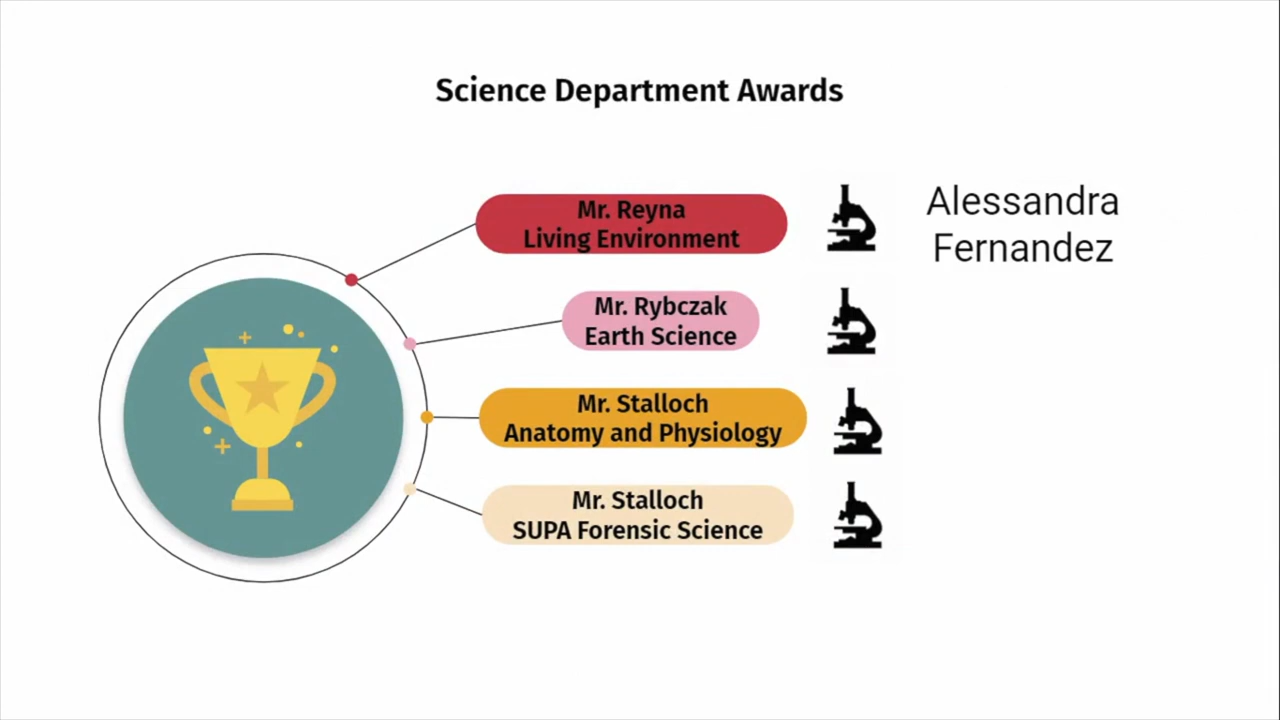 Science Department Awards
Mr. Reyna
Living Environment
Alessandra
Fernandez
Mr. Rybczak
Earth Science
Mr. Stalloch
Anatomy and Physiology
Mr. Stalloch
SUPA Forensic Science